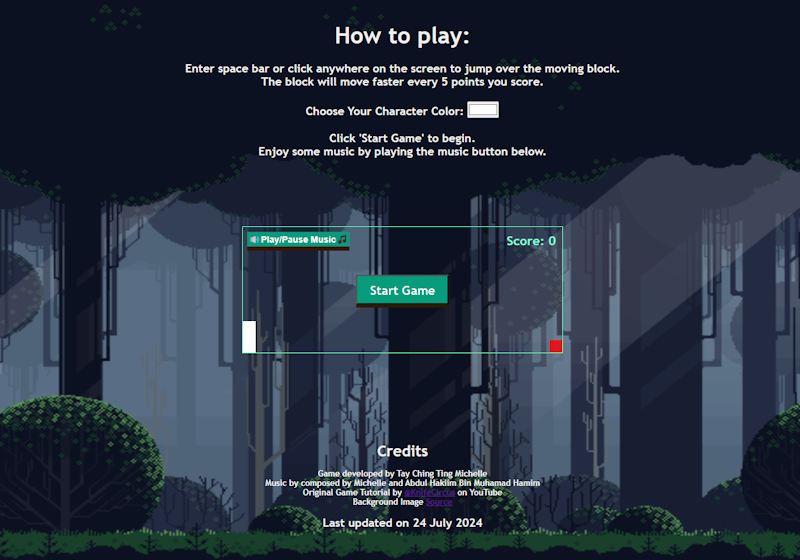 How to play:
Enter space bar or click anywhere on the screen to jump over the moving block.
The block will move faster every 5 points you score.
Choose Your Character Color:
Click 'Start Game' to begin.
Enjoy some music by playing the music button below.
Play/Pause Music
Score: 0
Start Game
Credits
Game developed by Tay Ching Ting Michelle
Music by composed by Michelle and Abdul Hakiim Bin Muhamad Hamim
Original Game Tutorial by @KnifeCircus on YouTube
Background Image Source
Last updated on 24 July 2024